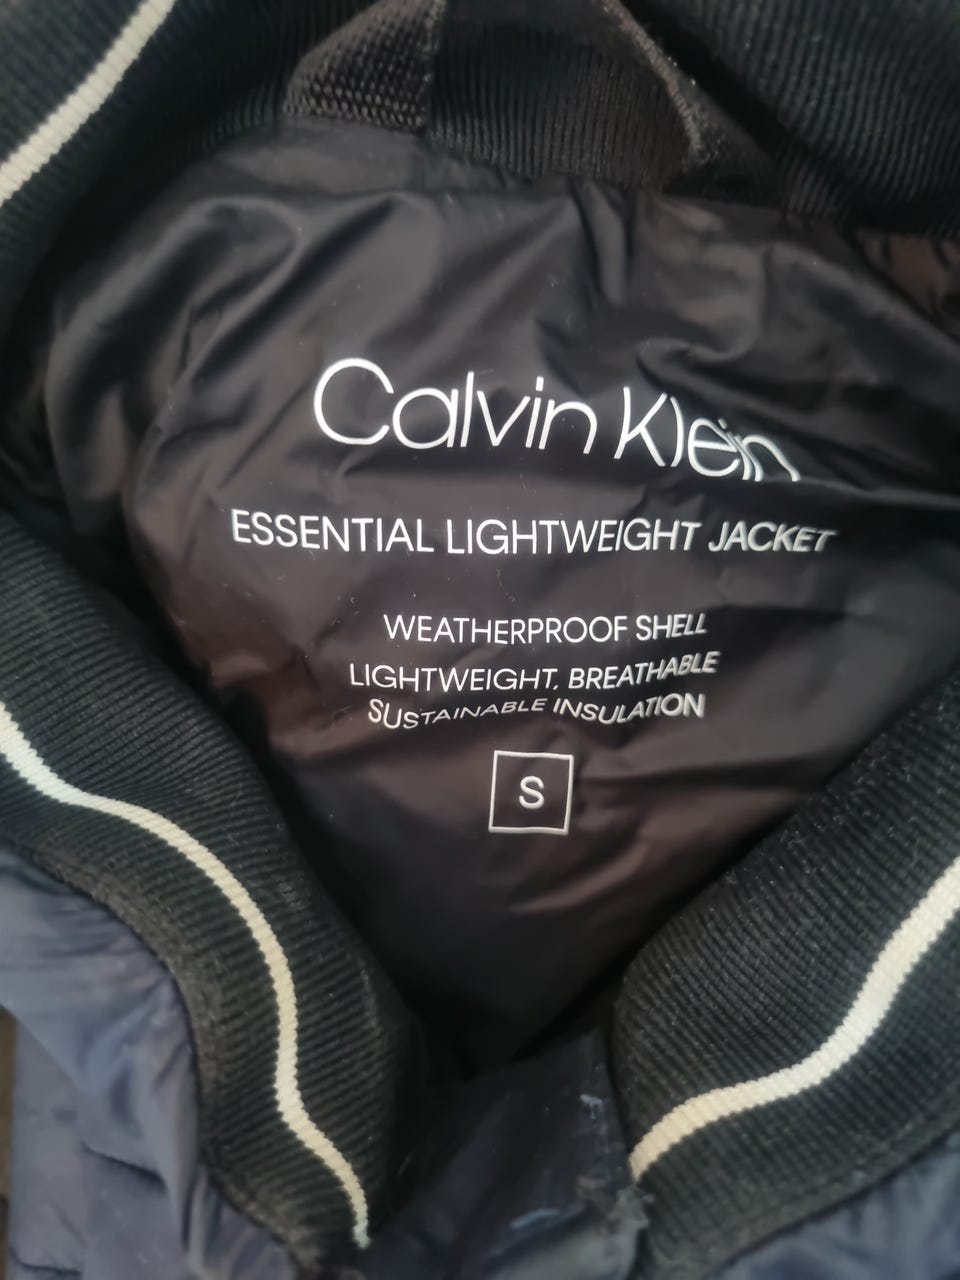 Calvin Klein
ESSENTIAL LIGHTWEIGHT JACKET
WEATHERPROOF SHELL
LIGHTWEIGHT, BREATHABLE
SUSTAINABLE INSULATION
S